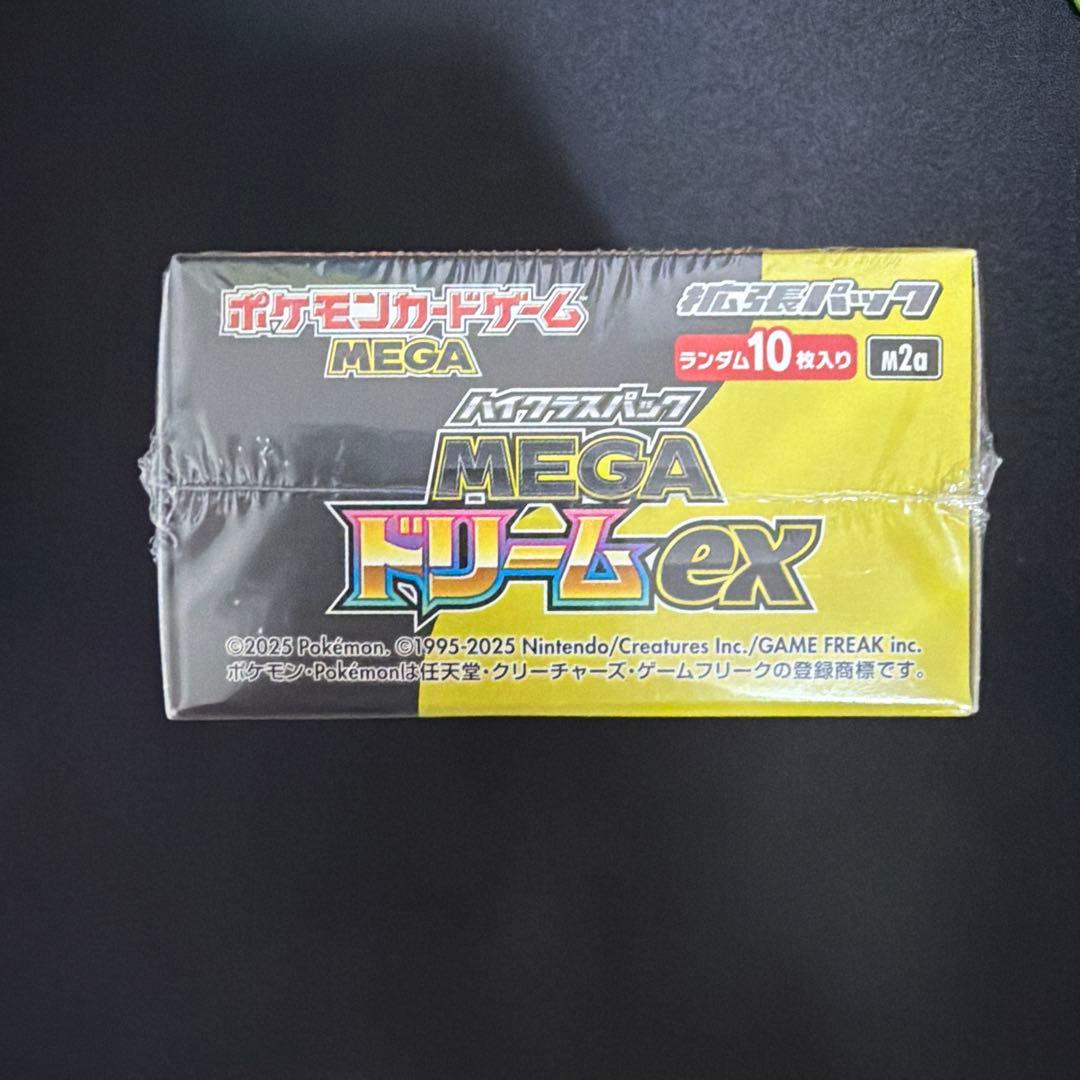 ポケモンカードゲーム
MEGA
拡張パック
ランダム10枚入り
M2a
ハイクラスパック
MEGA
ドリームex
©2025 Pokémon. ©1995-2025 Nintendo/Creatures Inc./GAME FREAK inc.
ポケモン・Pokémonは任天堂・クリーチャーズ・ゲームフリークの登録商標です。